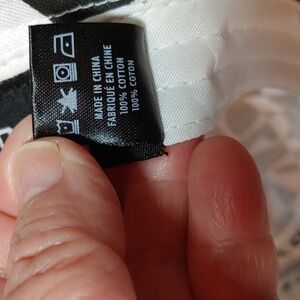 MADE IN CHINA
FABRIQUÉ EN CHINE
100% COTTON
100% COTON